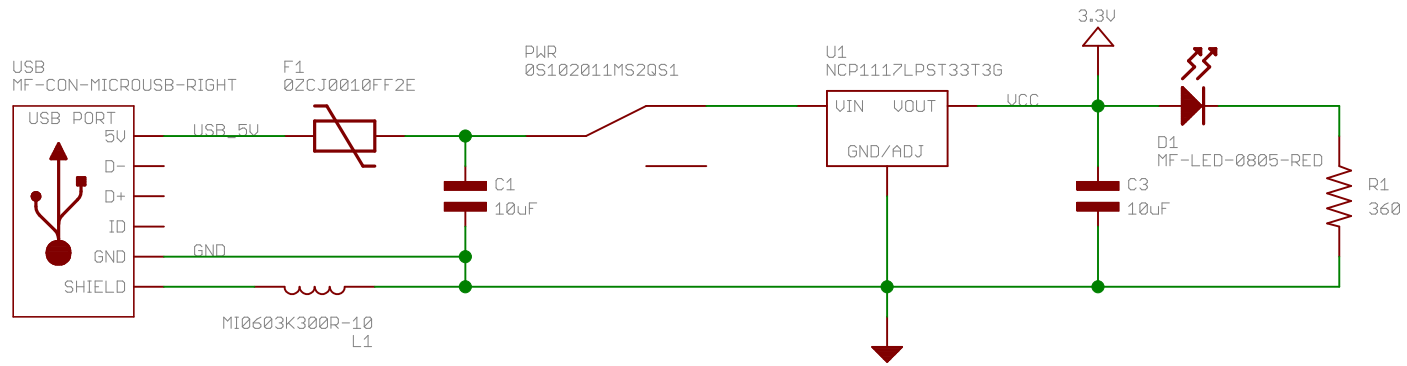 USB
MF-CON-MICROUSB-RIGHT
USB PORT
5V
D-
D+
ID
GND
SHIELD
USB_5V
GND
F1
0ZCJ0010FF2E
C1
10uF
MI0603K300R-10
L1
PWR
OS102011MS2QS1
U1
NCP1117LPST33T3G
VIN
VOUT
GND/ADJ
VCC
3.3V
C3
10uF
D1
MF-LED-0805-RED
R1
360